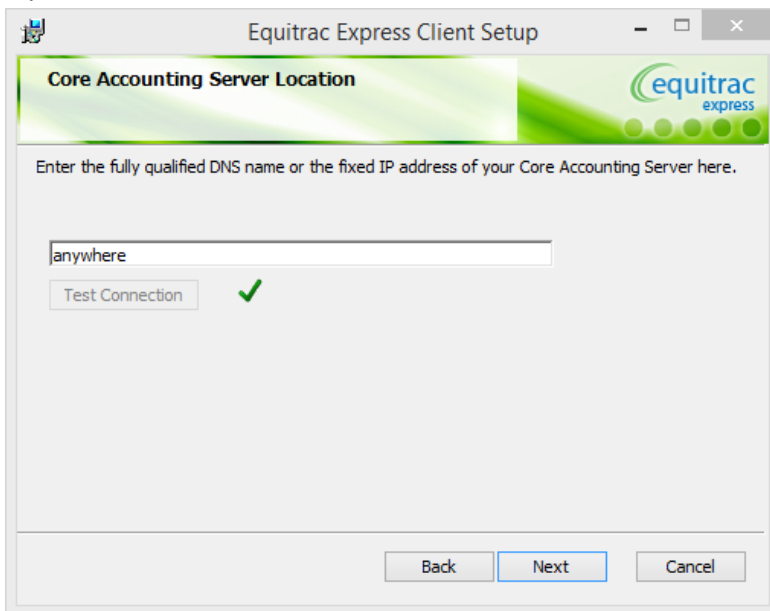 Equitrac Express Client Setup
Core Accounting Server Location
equitrac
express
Enter the fully qualified DNS name or the fixed IP address of your Core Accounting Server here.
anywhere
Test Connection
Back Next Cancel